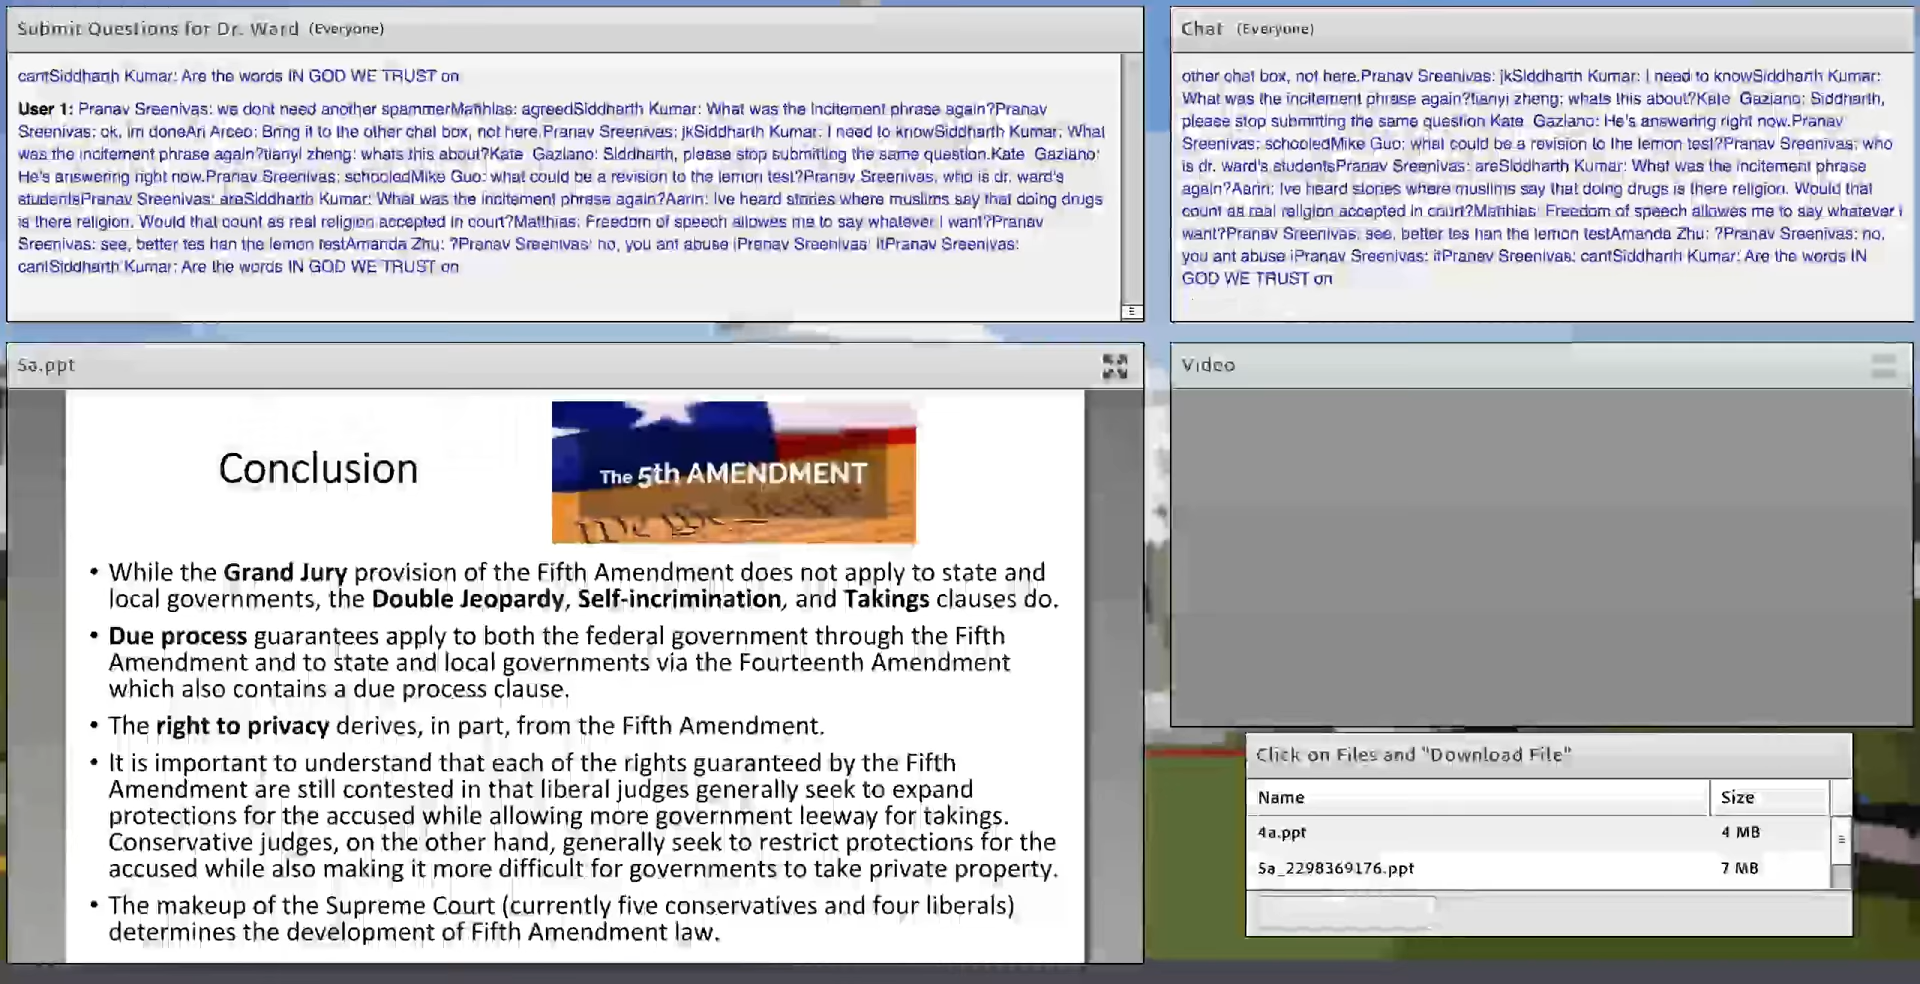 Submit Questions for Dr. Ward (Everyone)
cantSiddharth Kumar: Are the words IN GOD WE TRUST on
User 1: Pranav Sreenivas: we dont need another spammerMatthias: agreedSiddharth Kumar: What was the incitement phrase again?Pranav
Sreenivas: ok, im doneAri Arceo: Bring it to the other chat box, not here.Pranav Sreenivas: jkSiddharth Kumar: I need to knowSiddharth Kumar: What
was the incitement phrase again?tianyi zheng: whats this about?Kate Gaziano: Siddharth, please stop submitting the same question.Kate Gaziano:
He's answering right now.Pranav Sreenivas: schooledMike Guo: what could be a revision to the lemon test?Pranav Sreenivas: who is dr. ward's
studentsPranav Sreenivas: areSiddharth Kumar: What was the incitement phrase again?Aarin: Ive heard stories where muslims say that doing drugs
is there religion. Would that count as real religion accepted in court?Matthias: Freedom of speech allowes me to say whatever I want?Pranav
Sreenivas: see, better tes han the lemon testAmanda Zhu: ?Pranav Sreenivas: no, you ant abuse iPranav Sreenivas: itPranav Sreenivas:
cantSiddharth Kumar: Are the words IN GOD WE TRUST on
Chat (Everyone)
other chat box, not here.Pranav Sreenivas: jkSiddharth Kumar: I need to knowSiddharth Kumar:
What was the incitement phrase again?tianyi zheng: whats this about?Kate Gaziano: Siddharth,
please stop submitting the same question Kate Gaziano: He's answering right now.Pranav
Sreenivas: schooledMike Guo: what could be a revision to the lemon test?Pranav Sreenivas: who
is dr. ward's studentsPranav Sreenivas: areSiddharth Kumar: What was the incitement phrase
again?Aarin: Ive heard stories where muslims say that doing drugs is there religion. Would that
count as real religion accepted in court?Matthias: Freedom of speech allowes me to say whatever I
want?Pranav Sreenivas: see, better tes han the lemon testAmanda Zhu: ?Pranav Sreenivas: no,
you ant abuse iPranav Sreenivas: itPranav Sreenivas: cantSiddharth Kumar: Are the words IN
GOD WE TRUST on
5a.ppt
Conclusion
The 5th AMENDMENT
We the People
• While the Grand Jury provision of the Fifth Amendment does not apply to state and
local governments, the Double Jeopardy, Self-incrimination, and Takings clauses do.
• Due process guarantees apply to both the federal government through the Fifth
Amendment and to state and local governments via the Fourteenth Amendment
which also contains a due process clause.
• The right to privacy derives, in part, from the Fifth Amendment.
• It is important to understand that each of the rights guaranteed by the Fifth
Amendment are still contested in that liberal judges generally seek to expand
protections for the accused while allowing more government leeway for takings.
Conservative judges, on the other hand, generally seek to restrict protections for the
accused while also making it more difficult for governments to take private property.
• The makeup of the Supreme Court (currently five conservatives and four liberals)
determines the development of Fifth Amendment law.
Video
Click on Files and "Download File"
Name Size
4a.ppt 4 MB
5a_2298369176.ppt 7 MB